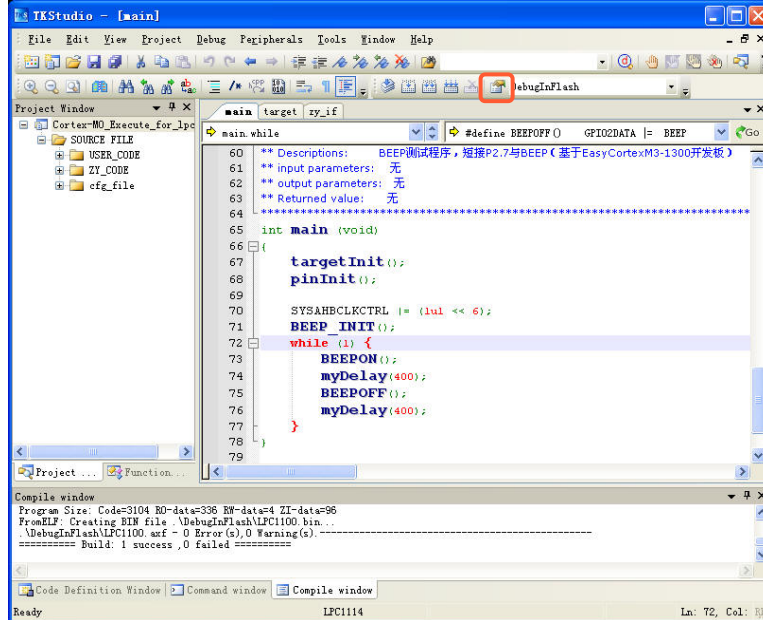 TKStudio - [main]
File Edit View Project Debug Peripherals Tools Window Help
DebugInFlash
Project Window
main target zy_if
Cortex-M0_Execute_for_lpc
main.while
#define BEEPOFF() GPIO2DATA |= BEEP
Go
SOURCE FILE
USER_CODE
ZY_CODE
cfg_file
60 ** Descriptions: BEEP测试程序，短接P2.7与BEEP（基于EasyCortexM3-1300开发板）
61 ** input parameters: 无
62 ** output parameters: 无
63 ** Returned value: 无
64 ****************************************************************************
65 int main (void)
66 {
67 targetInit();
68 pinInit();
69
70 SYSAHBCLKCTRL |= (1ul << 6);
71 BEEP_INIT();
72 while (1) {
73 BEEPON();
74 myDelay(400);
75 BEEPOFF();
76 myDelay(400);
77 }
78 }
79
Project ... Function...
Compile window
Program Size: Code=3104 RO-data=336 RW-data=4 ZI-data=96
FromELF: Creating BIN file .\DebugInFlash\LPC1100.bin...
.\DebugInFlash\LPC1100.axf - 0 Error(s),0 Warning(s).--------------------------------------------------
========== Build: 1 success ,0 failed ==========
Code Definition Window Command window Compile window
Ready LPC1114 Ln: 72, Col: